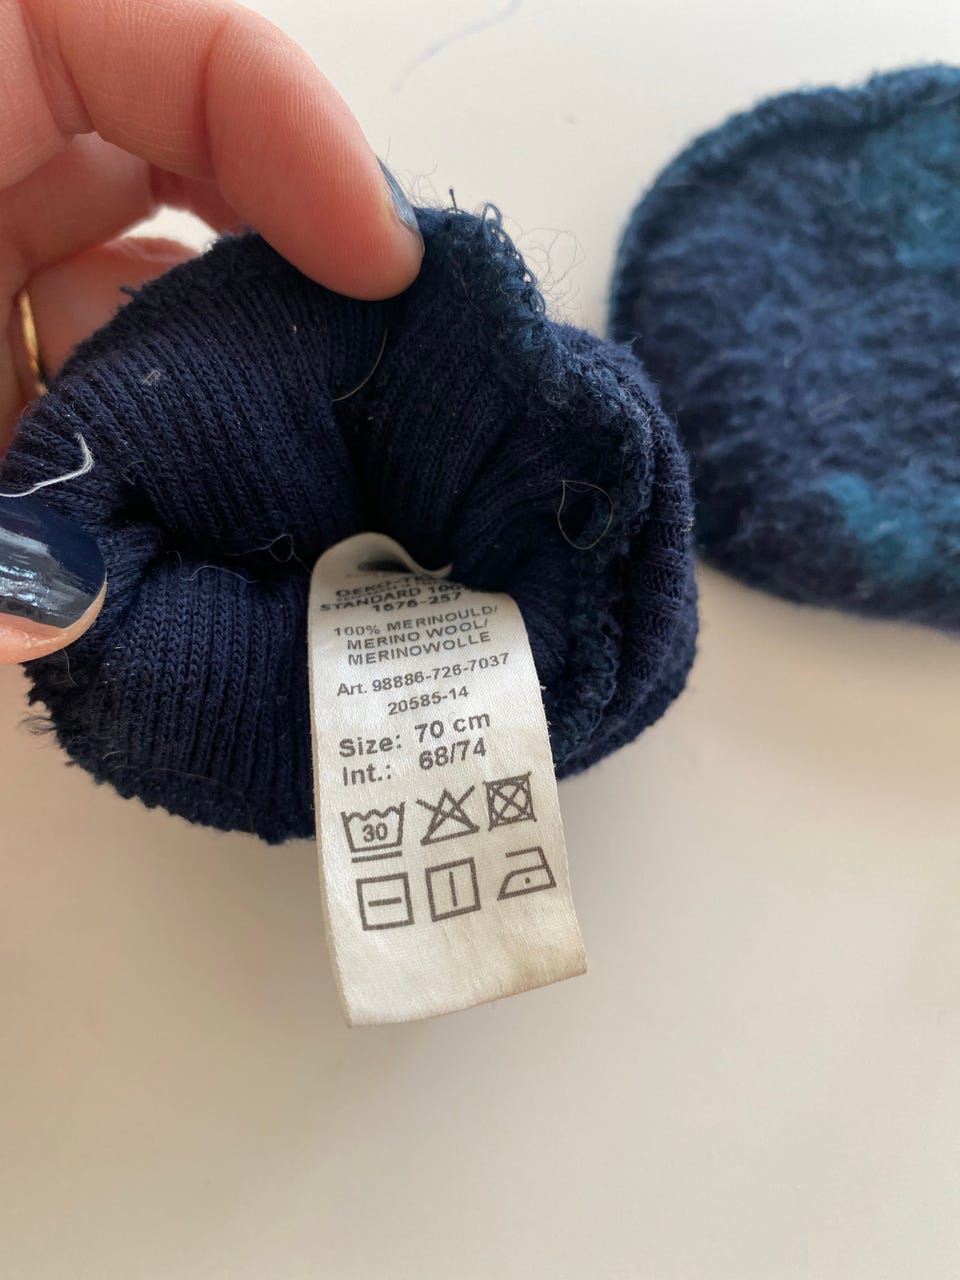 STANDARD 100
1676-257
100% MERINOULD/
MERINO WOOL/
MERINOWOLLE
Art. 98886-726-7037
20585-14
Size: 70 cm
Int.: 68/74
30